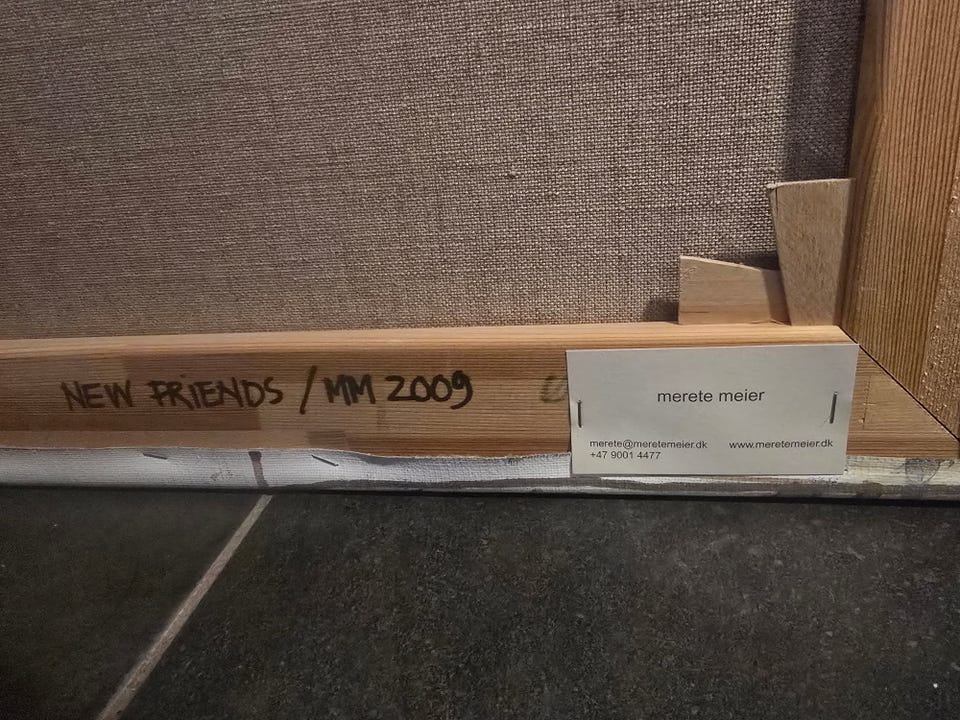 NEW FRIENDS / MM 2009
merete meier
merete@meretemeier.dk www.meretemeier.dk
+47 9001 4477